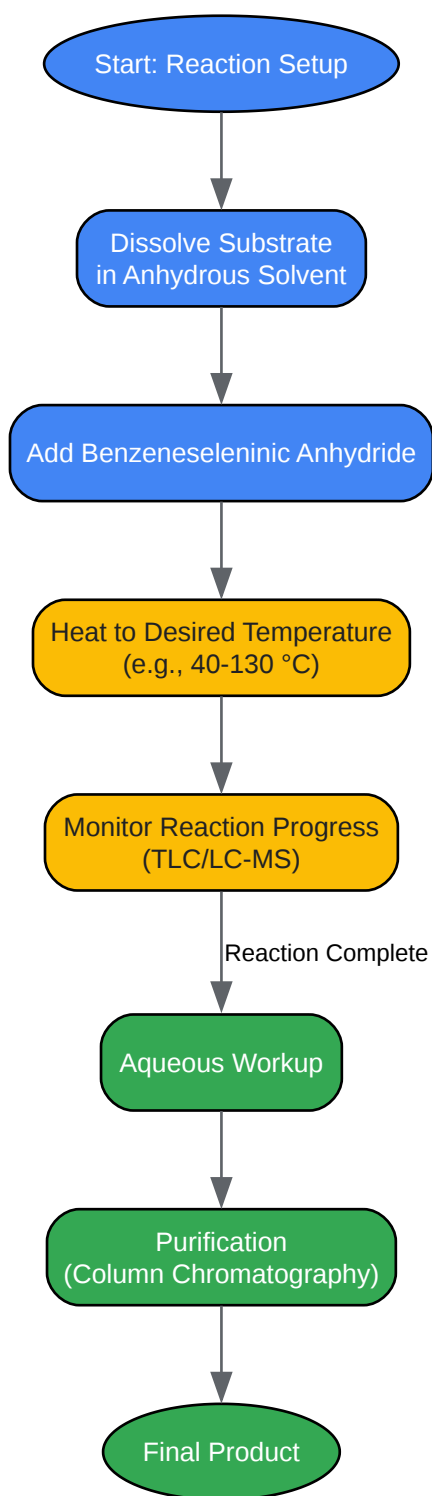 Start: Reaction Setup
Dissolve Substrate
in Anhydrous Solvent
Add Benzeneseleninic Anhydride
Heat to Desired Temperature
(e.g., 40-130 °C)
Monitor Reaction Progress
(TLC/LC-MS)
Reaction Complete
Aqueous Workup
Purification
(Column Chromatography)
Final Product